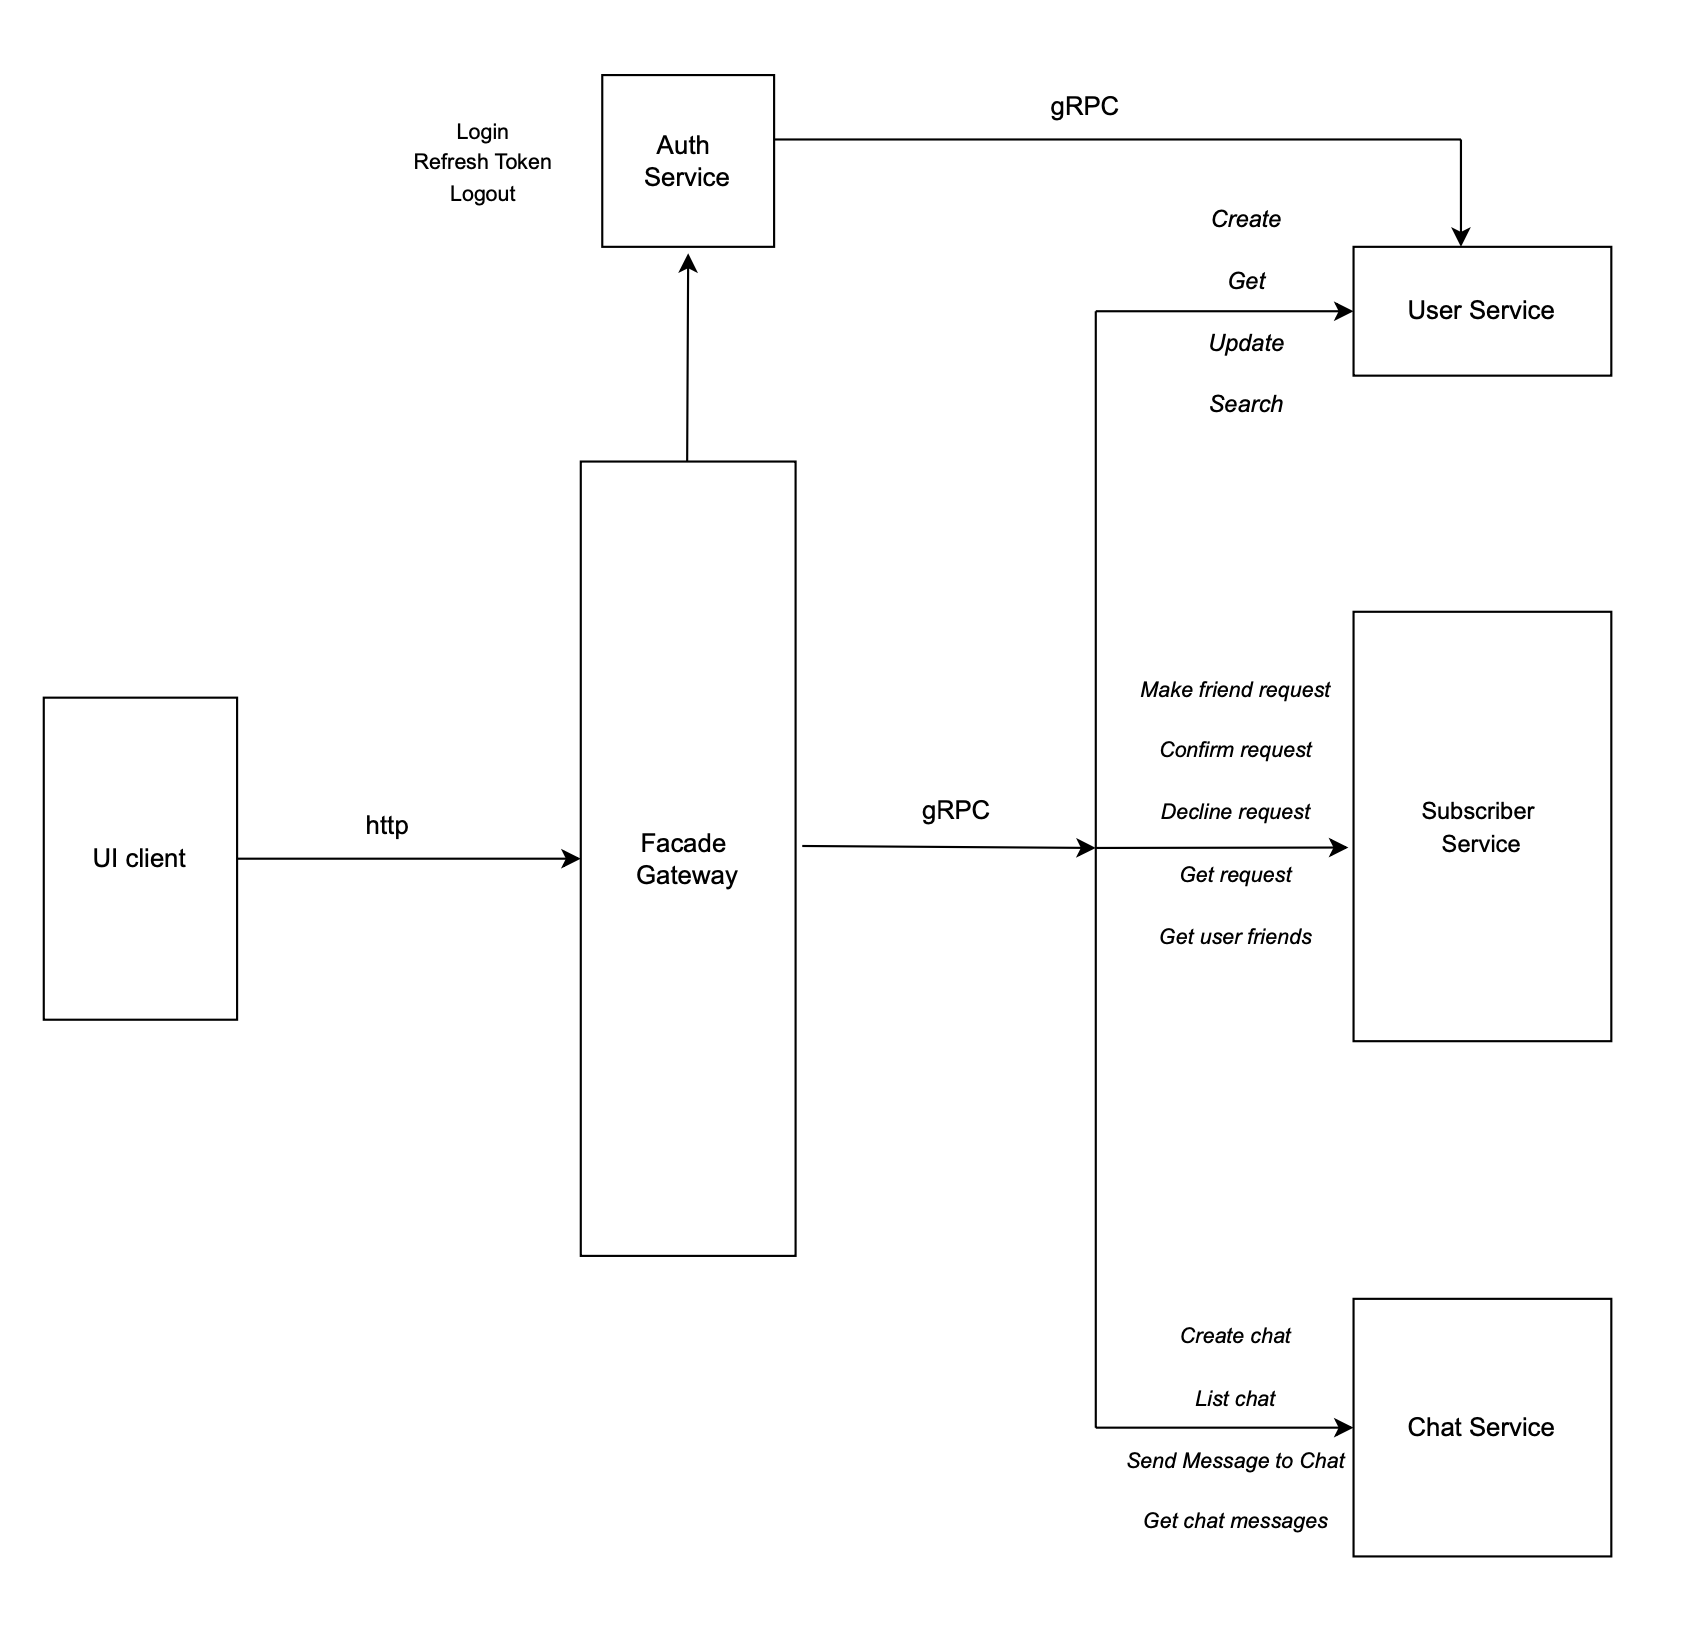 gRPC
Login
Refresh Token
Logout
Auth
Service
Create
Get
Update
Search
User Service
Make friend request
Confirm request
Decline request
Get request
Get user friends
Subscriber
Service
http
UI client
Facade
Gateway
gRPC
Create chat
List chat
Send Message to Chat
Get chat messages
Chat Service